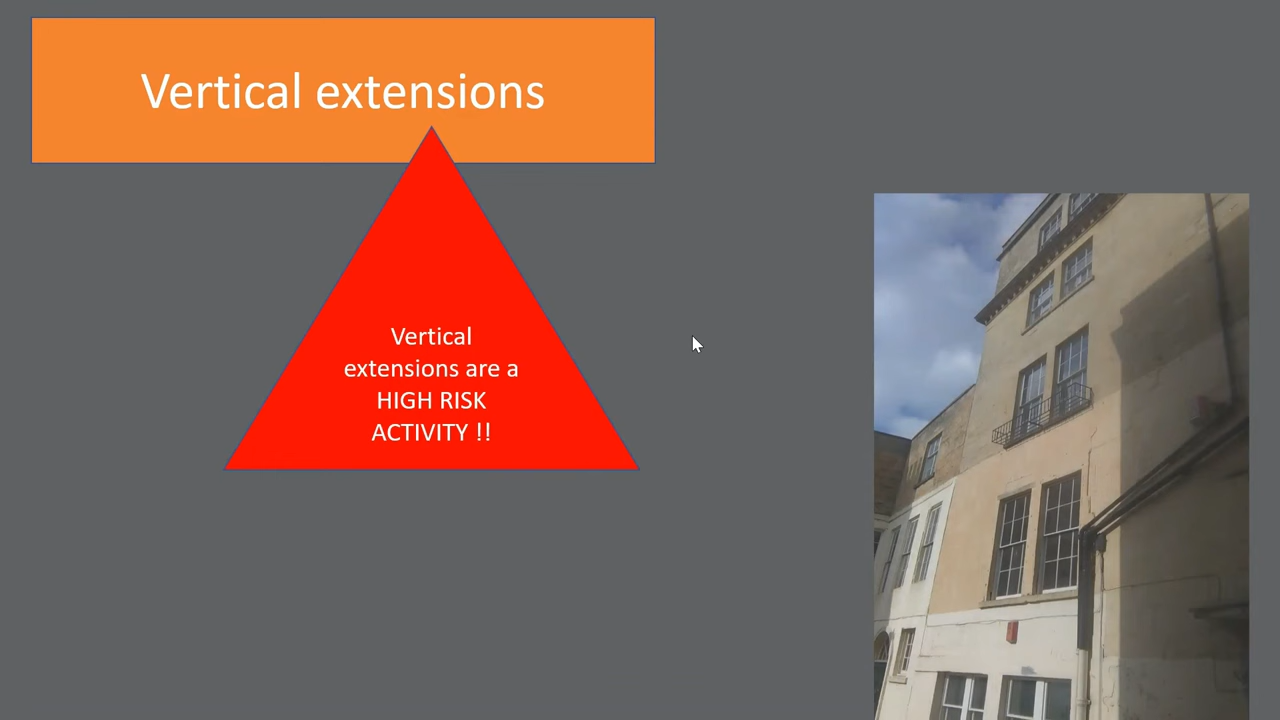 Vertical extensions
Vertical
extensions are a
HIGH RISK
ACTIVITY !!